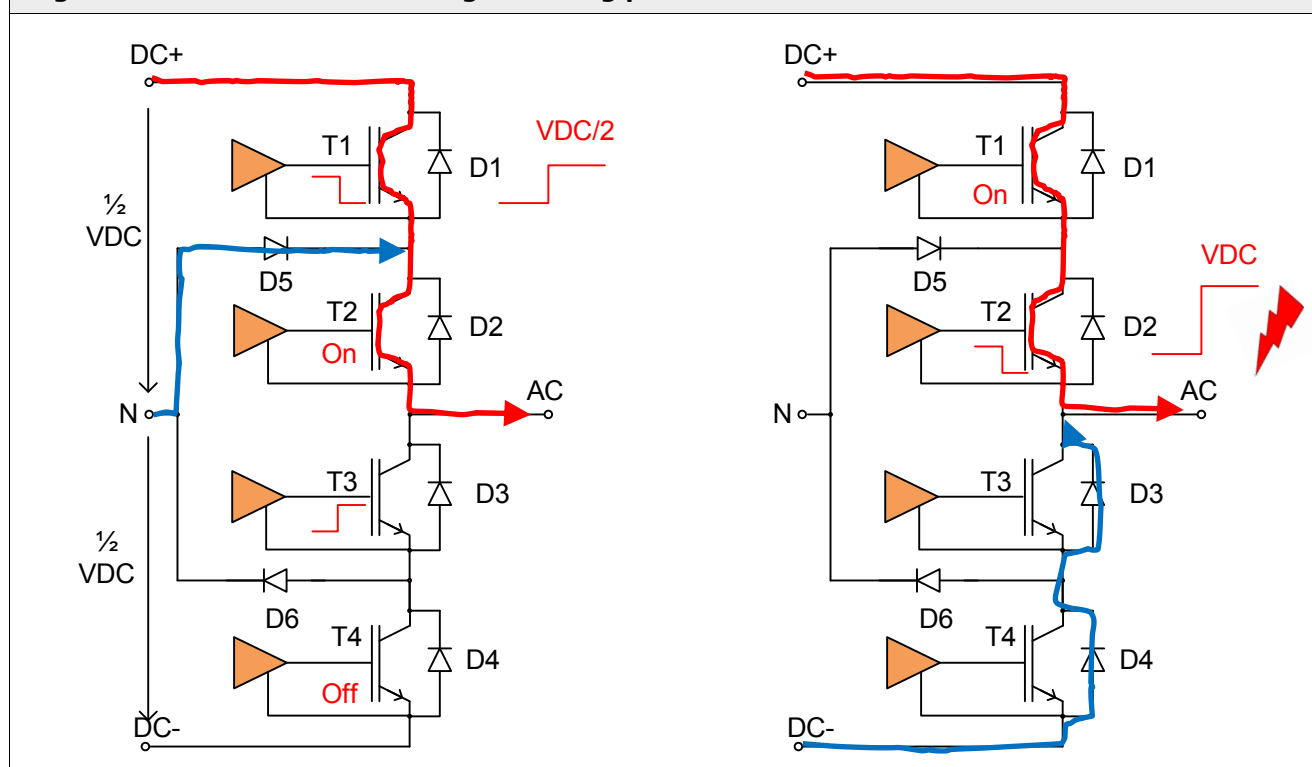 DC+
T1
D1
VDC/2
½
VDC
D5
T2
On
D2
N
AC
T3
D3
½
VDC
D6
T4
Off
D4
DC-
DC+
T1
On
D1
D5
VDC
T2
D2
N
AC
T3
D3
D6
T4
D4
DC-